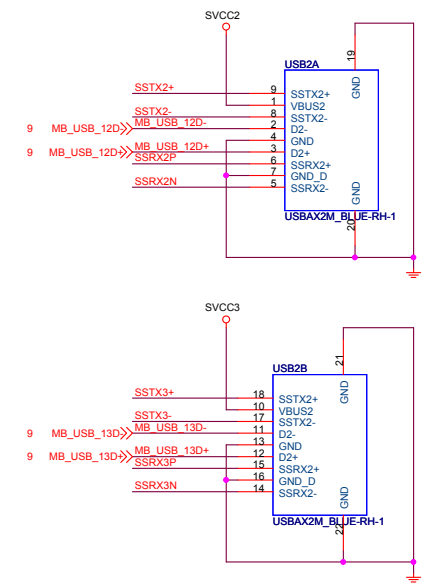 SVCC2
USB2A
19
GND
SSTX2+ 9 SSTX2+
1 VBUS2
SSTX2- 8 SSTX2-
9 MB_USB_12D- MB_USB_12D- 2 D2-
4 GND
9 MB_USB_12D+ MB_USB_12D+ 3 D2+
SSRX2P 6 SSRX2+
7 GND_D
SSRX2N 5 SSRX2-
GND
USBAX2M_BLUE-RH-1
20
SVCC3
21
USB2B
GND
SSTX3+ 18 SSTX2+
10 VBUS2
SSTX3- 17 SSTX2-
9 MB_USB_13D- MB_USB_13D- 11 D2-
13 GND
9 MB_USB_13D+ MB_USB_13D+ 12 D2+
SSRX3P 15 SSRX2+
16 GND_D
SSRX3N 14 SSRX2-
GND
USBAX2M_BLUE-RH-1
22